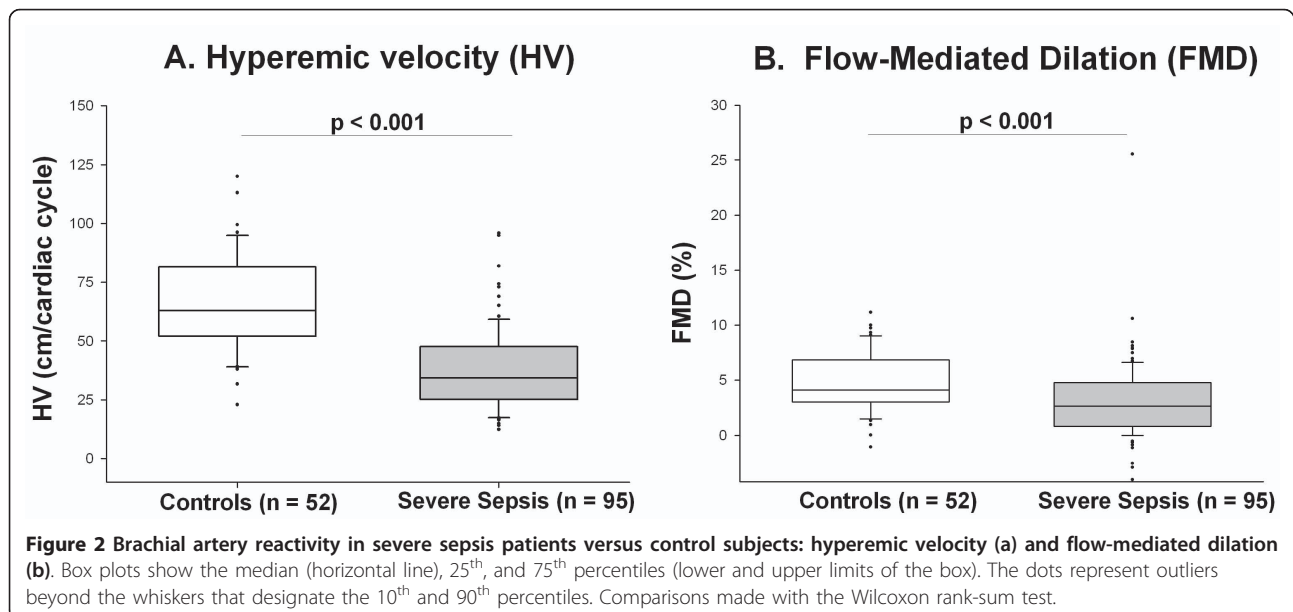 A. Hyperemic velocity (HV)
B. Flow-Mediated Dilation (FMD)
HV (cm/cardiac cycle)
150
125
100
75
50
25
0
p < 0.001
Controls (n = 52)
Severe Sepsis (n = 95)
FMD (%)
30
25
20
15
10
5
0
p < 0.001
Controls (n = 52)
Severe Sepsis (n = 95)
Figure 2 Brachial artery reactivity in severe sepsis patients versus control subjects: hyperemic velocity (a) and flow-mediated dilation
(b). Box plots show the median (horizontal line), 25th, and 75th percentiles (lower and upper limits of the box). The dots represent outliers
beyond the whiskers that designate the 10th and 90th percentiles. Comparisons made with the Wilcoxon rank-sum test.